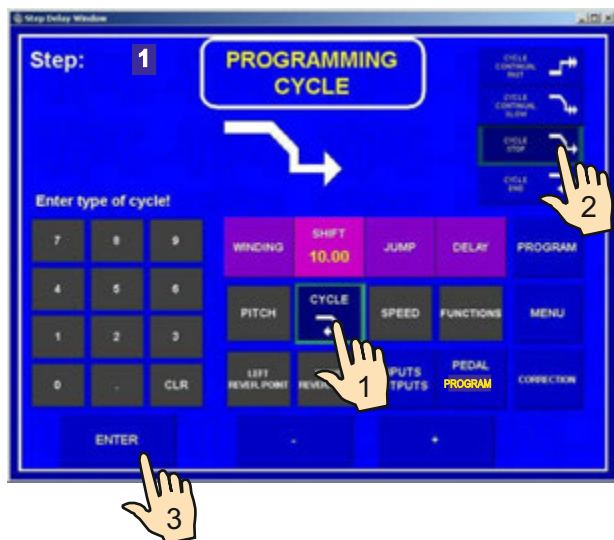 Step Delay Window
Step: 1
PROGRAMMING
CYCLE
CYCLE
CONTINUAL
FAST
CYCLE
CONTINUAL
SLOW
CYCLE
STOP
CYCLE
END
2
Enter type of cycle!
7 8 9
WINDING
SHIFT
10.00
JUMP
DELAY
PROGRAM
4 5 6
PITCH
CYCLE
SPEED
FUNCTIONS
MENU
1 2 3
1
0 . CLR
LEFT
REVER. POINT
REVER.
PUTS
TPUTS
PEDAL
PROGRAM
CORRECTION
ENTER
-
+
3